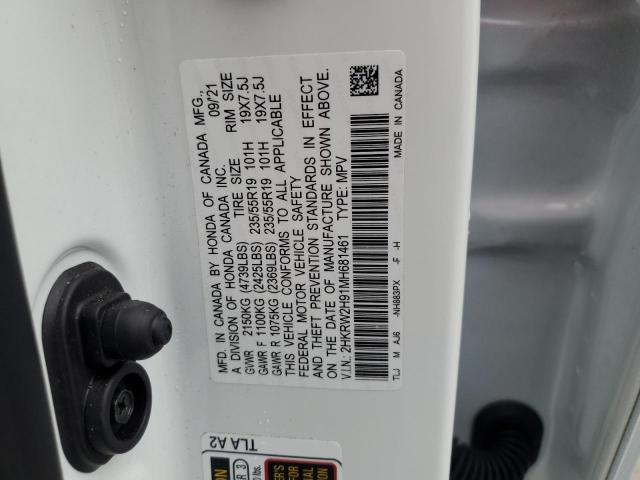 MFD. IN CANADA BY HONDA OF CANADA MFG.,
A DIVISION OF HONDA CANADA INC. 09/21
TIRE SIZE RIM SIZE
GVWR 2150KG (4739LBS)
GAWR F 1100KG (2425LBS) 235/55R19 101H 19X7.5J
GAWR R 1075KG (2369LBS) 235/55R19 101H 19X7.5J
THIS VEHICLE CONFORMS TO ALL APPLICABLE
FEDERAL MOTOR VEHICLE SAFETY
AND THEFT PREVENTION STANDARDS IN EFFECT
ON THE DATE OF MANUFACTURE SHOWN ABOVE.
V.I.N.: 2HKRW2H91MH681461 TYPE: MPV
TLJ M AJ6 -NH883PX -F -H MADE IN CANADA
TLA A2